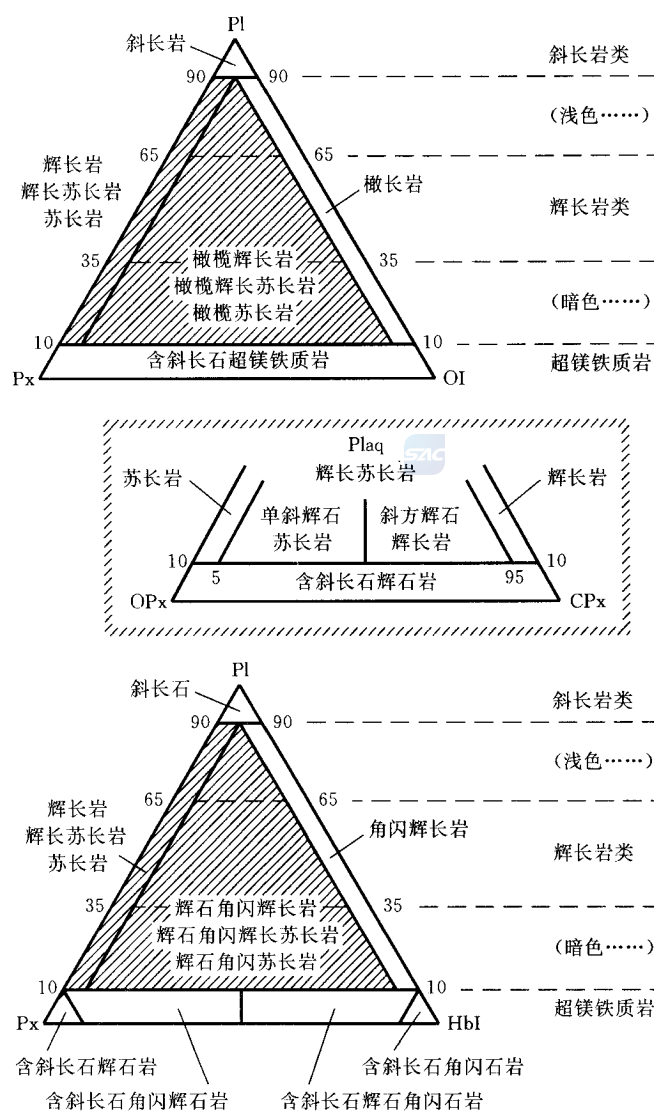 Pl
斜长岩
90
90
斜长岩类
(浅色……)
65
65
辉长岩
辉长苏长岩
苏长岩
橄长岩
辉长岩类
35
35
橄榄辉长岩
橄榄辉长苏长岩
橄榄苏长岩
(暗色……)
10
10
含斜长石超镁铁质岩
超镁铁质岩
Px
OI
Plaq
SAC
苏长岩
辉长苏长岩
辉长岩
单斜辉石
苏长岩
斜方辉石
辉长岩
10
10
5
含斜长石辉石岩
95
OPx
CPx
Pl
斜长石
90
90
斜长岩类
(浅色……)
65
65
辉长岩
辉长苏长岩
苏长岩
角闪辉长岩
辉长岩类
35
35
辉石角闪辉长岩
辉石角闪辉长苏长岩
辉石角闪苏长岩
(暗色……)
10
10
超镁铁质岩
Px
HbI
含斜长石辉石岩
含斜长石角闪石岩
含斜长石角闪辉石岩
含斜长石辉石角闪石岩